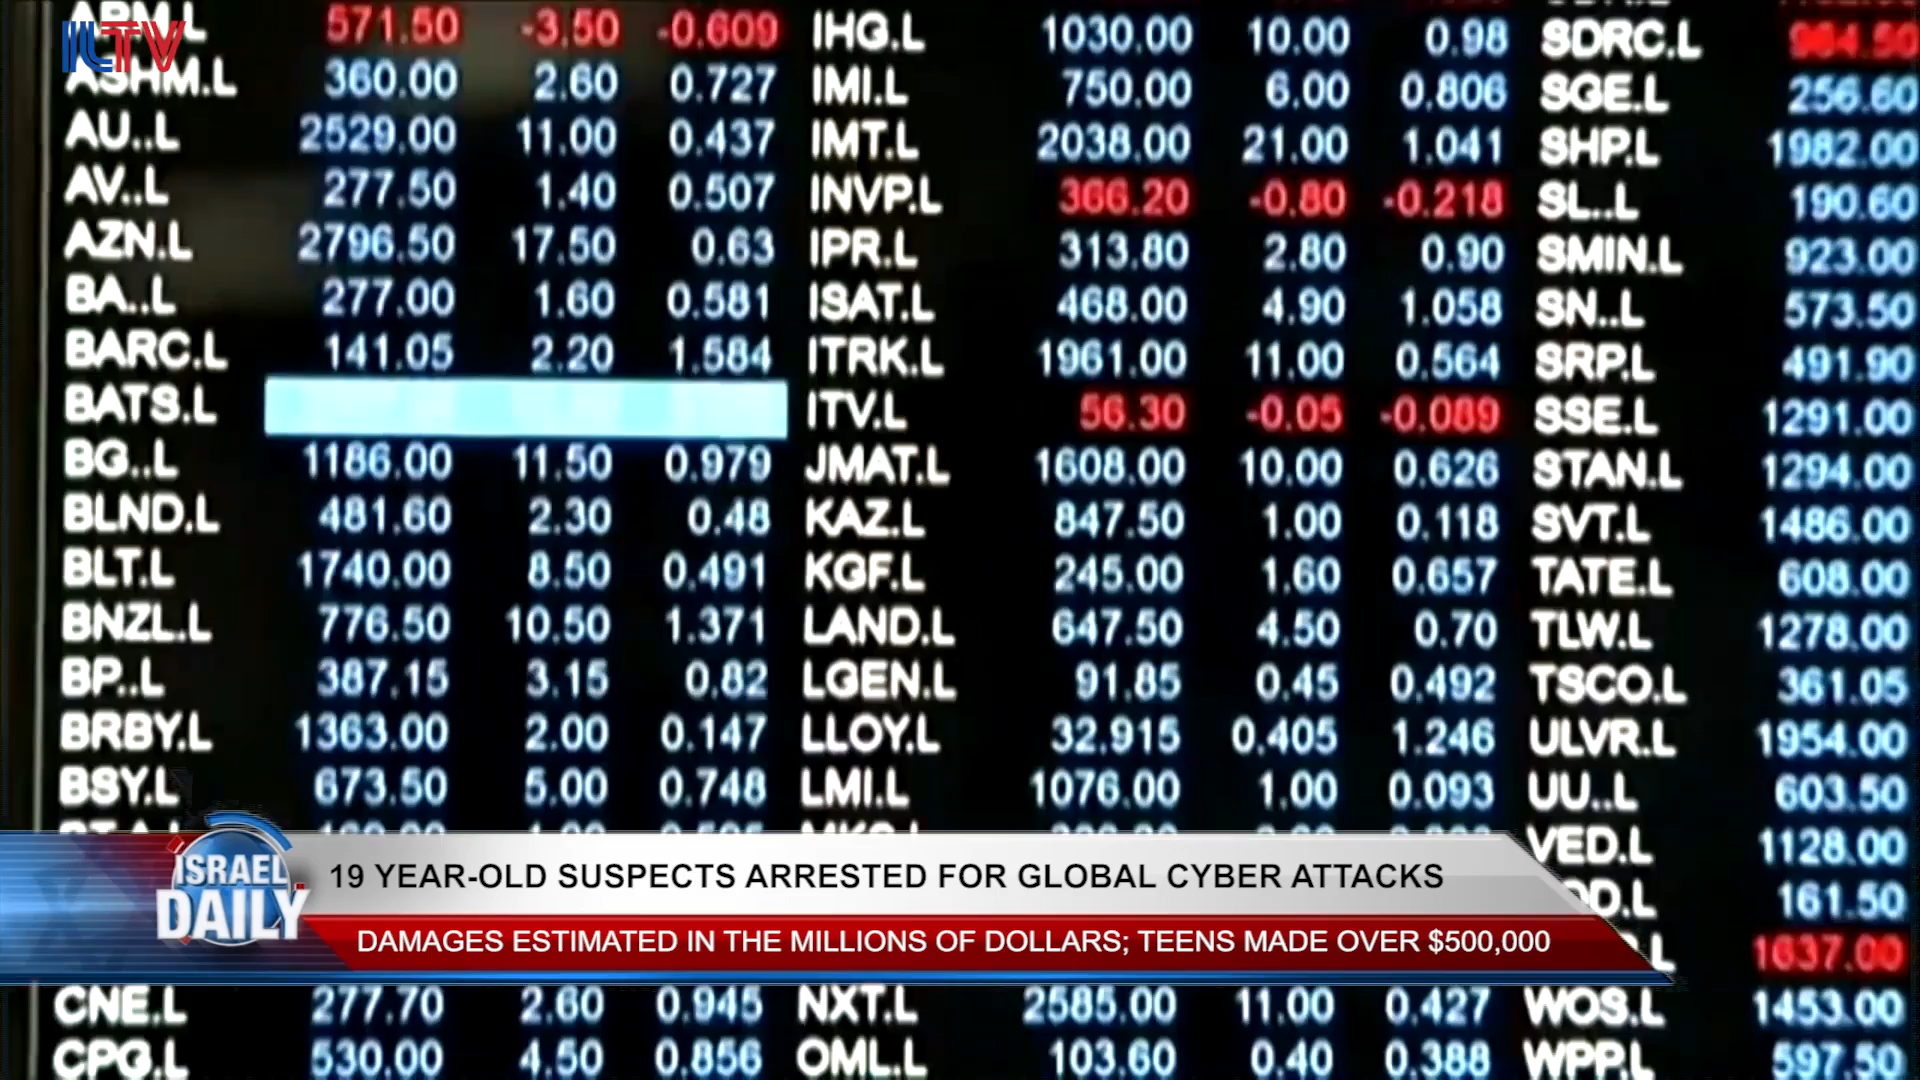 ILTV
ARM.L 571.50 -3.50 -0.609 IHG.L 1030.00 10.00 0.98 SDRC.L 964.50
ASHM.L 360.00 2.60 0.727 IMI.L 750.00 6.00 0.806 SGE.L 256.60
AU..L 2529.00 11.00 0.437 IMT.L 2038.00 21.00 1.041 SHP.L 1982.00
AV..L 277.50 1.40 0.507 INVP.L 366.20 -0.80 -0.218 SL..L 190.60
AZN.L 2796.50 17.50 0.63 IPR.L 313.80 2.80 0.90 SMIN.L 923.00
BA..L 277.00 1.60 0.581 ISAT.L 468.00 4.90 1.058 SN..L 573.50
BARC.L 141.05 2.20 1.584 ITRK.L 1961.00 11.00 0.564 SRP.L 491.90
BATS.L ITV.L 56.30 -0.05 -0.089 SSE.L 1291.00
BG..L 1186.00 11.50 0.979 JMAT.L 1608.00 10.00 0.626 STAN.L 1294.00
BLND.L 481.60 2.30 0.48 KAZ.L 847.50 1.00 0.118 SVT.L 1486.00
BLT.L 1740.00 8.50 0.491 KGF.L 245.00 1.60 0.657 TATE.L 608.00
BNZL.L 776.50 10.50 1.371 LAND.L 647.50 4.50 0.70 TLW.L 1278.00
BP..L 387.15 3.15 0.82 LGEN.L 91.85 0.45 0.492 TSCO.L 361.05
BRBY.L 1363.00 2.00 0.147 LLOY.L 32.915 0.405 1.246 ULVR.L 1954.00
BSY.L 673.50 5.00 0.748 LMI.L 1076.00 1.00 0.093 UU..L 603.50
VED.L 1128.00
161.50
1637.00
ISRAEL
DAILY
19 YEAR-OLD SUSPECTS ARRESTED FOR GLOBAL CYBER ATTACKS
DAMAGES ESTIMATED IN THE MILLIONS OF DOLLARS; TEENS MADE OVER $500,000
CNE.L 277.70 2.60 0.945 NXT.L 2585.00 11.00 0.427 WOS.L 1453.00
CPG.L 530.00 4.50 0.856 OML.L 103.60 0.40 0.388 WPP.L 597.50